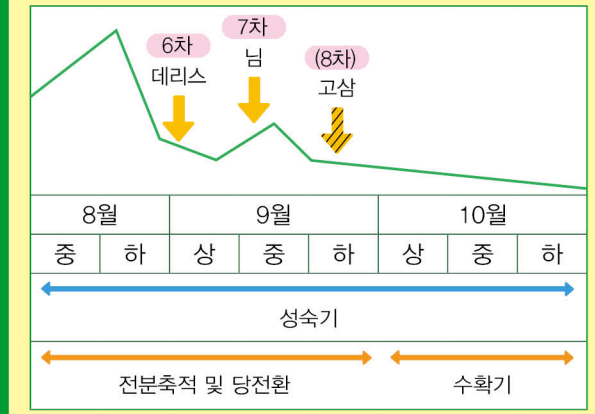 6차
데리스
7차
님
(8차)
고삼
8월 9월 10월
중 하 상 중 하 상 중 하
성숙기
전분축적 및 당전환 수확기